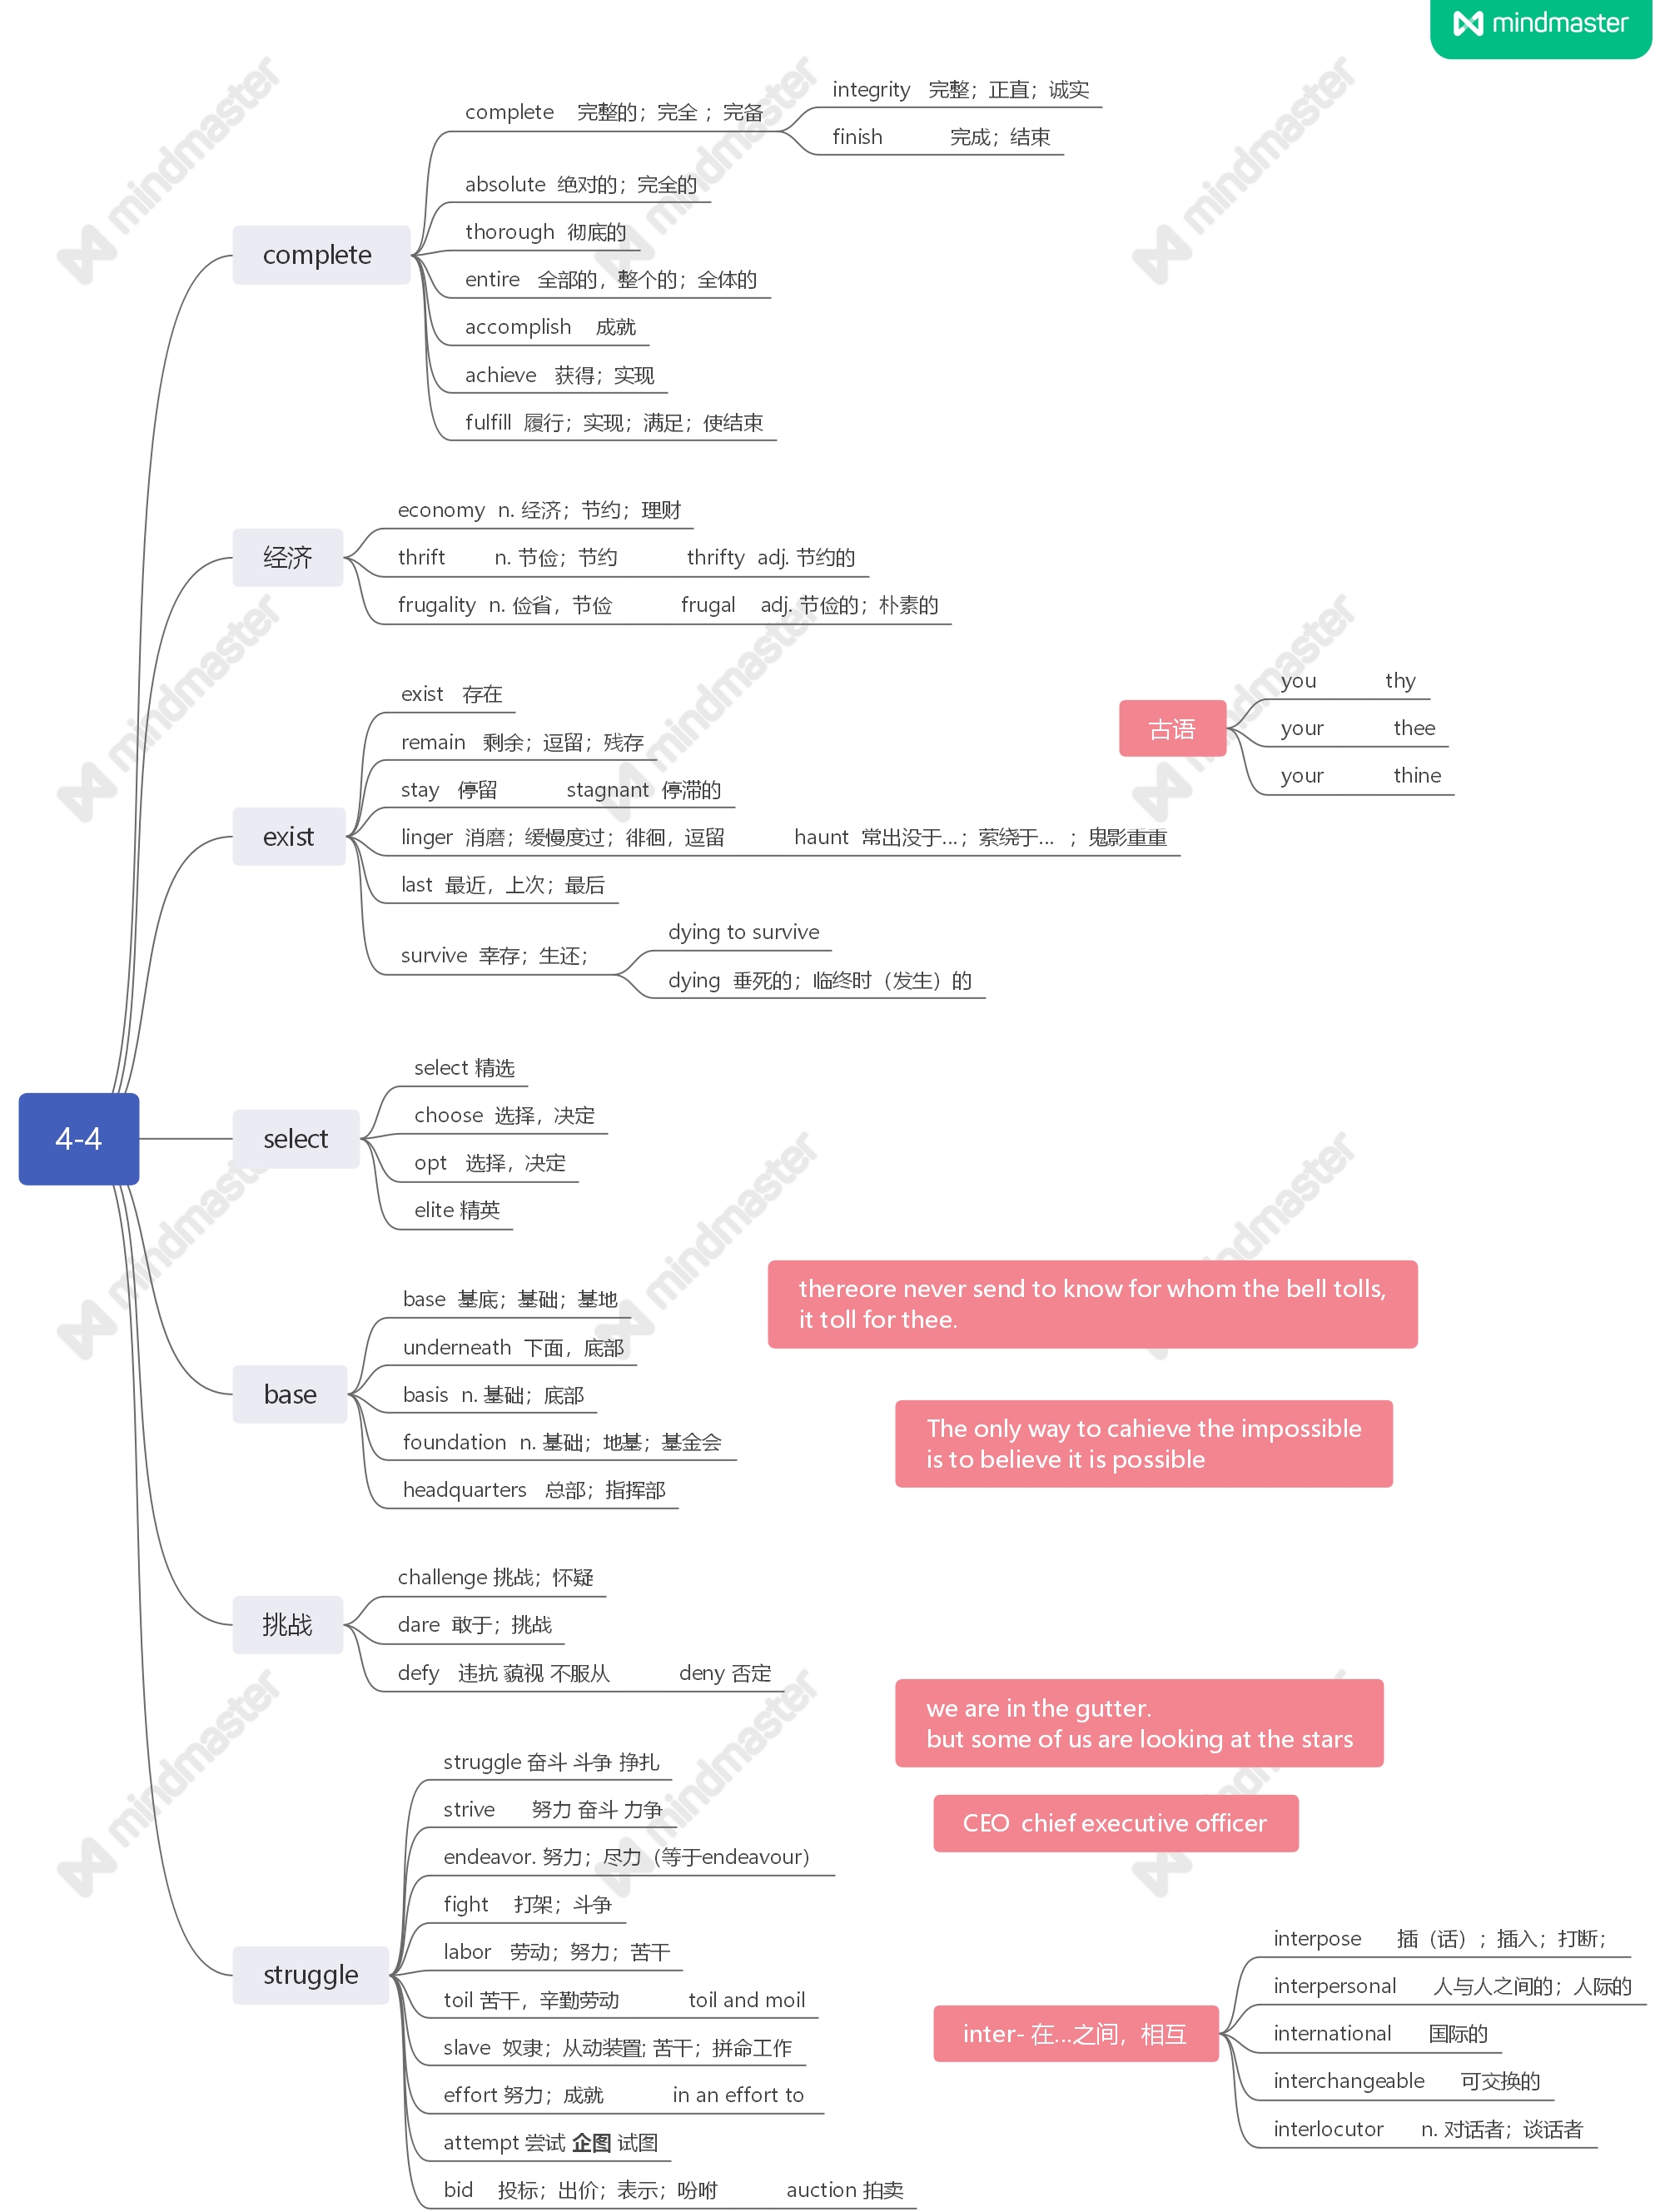 mindmaster
4-4
complete
complete 完整的；完全 ；完备
integrity 完整；正直；诚实
finish 完成；结束
absolute 绝对的；完全的
thorough 彻底的
entire 全部的，整个的；全体的
accomplish 成就
achieve 获得；实现
fulfill 履行；实现；满足；使结束
经济
economy n. 经济；节约；理财
thrift n. 节俭；节约 thrifty adj. 节约的
frugality n. 俭省，节俭 frugal adj. 节俭的；朴素的
exist
exist 存在
remain 剩余；逗留；残存
stay 停留 stagnant 停滞的
linger 消磨；缓慢度过；徘徊，逗留 haunt 常出没于...；萦绕于... ；鬼影重重
last 最近，上次；最后
survive 幸存；生还；
dying to survive
dying 垂死的；临终时（发生）的
古语
you thy
your thee
your thine
select
select 精选
choose 选择，决定
opt 选择，决定
elite 精英
base
base 基底；基础；基地
underneath 下面，底部
basis n. 基础；底部
foundation n. 基础；地基；基金会
headquarters 总部；指挥部
thereore never send to know for whom the bell tolls,
it toll for thee.
The only way to cahieve the impossible
is to believe it is possible
挑战
challenge 挑战；怀疑
dare 敢于；挑战
defy 违抗 藐视 不服从 deny 否定
we are in the gutter.
but some of us are looking at the stars
CEO chief executive officer
struggle
struggle 奋斗 斗争 挣扎
strive 努力 奋斗 力争
endeavor. 努力；尽力（等于endeavour）
fight 打架；斗争
labor 劳动；努力；苦干
toil 苦干，辛勤劳动 toil and moil
slave 奴隶；从动装置; 苦干；拼命工作
effort 努力；成就 in an effort to
attempt 尝试 企图 试图
bid 投标；出价；表示；吩咐 auction 拍卖
inter- 在...之间，相互
interpose 插（话）；插入；打断；
interpersonal 人与人之间的；人际的
international 国际的
interchangeable 可交换的
interlocutor n. 对话者；谈话者